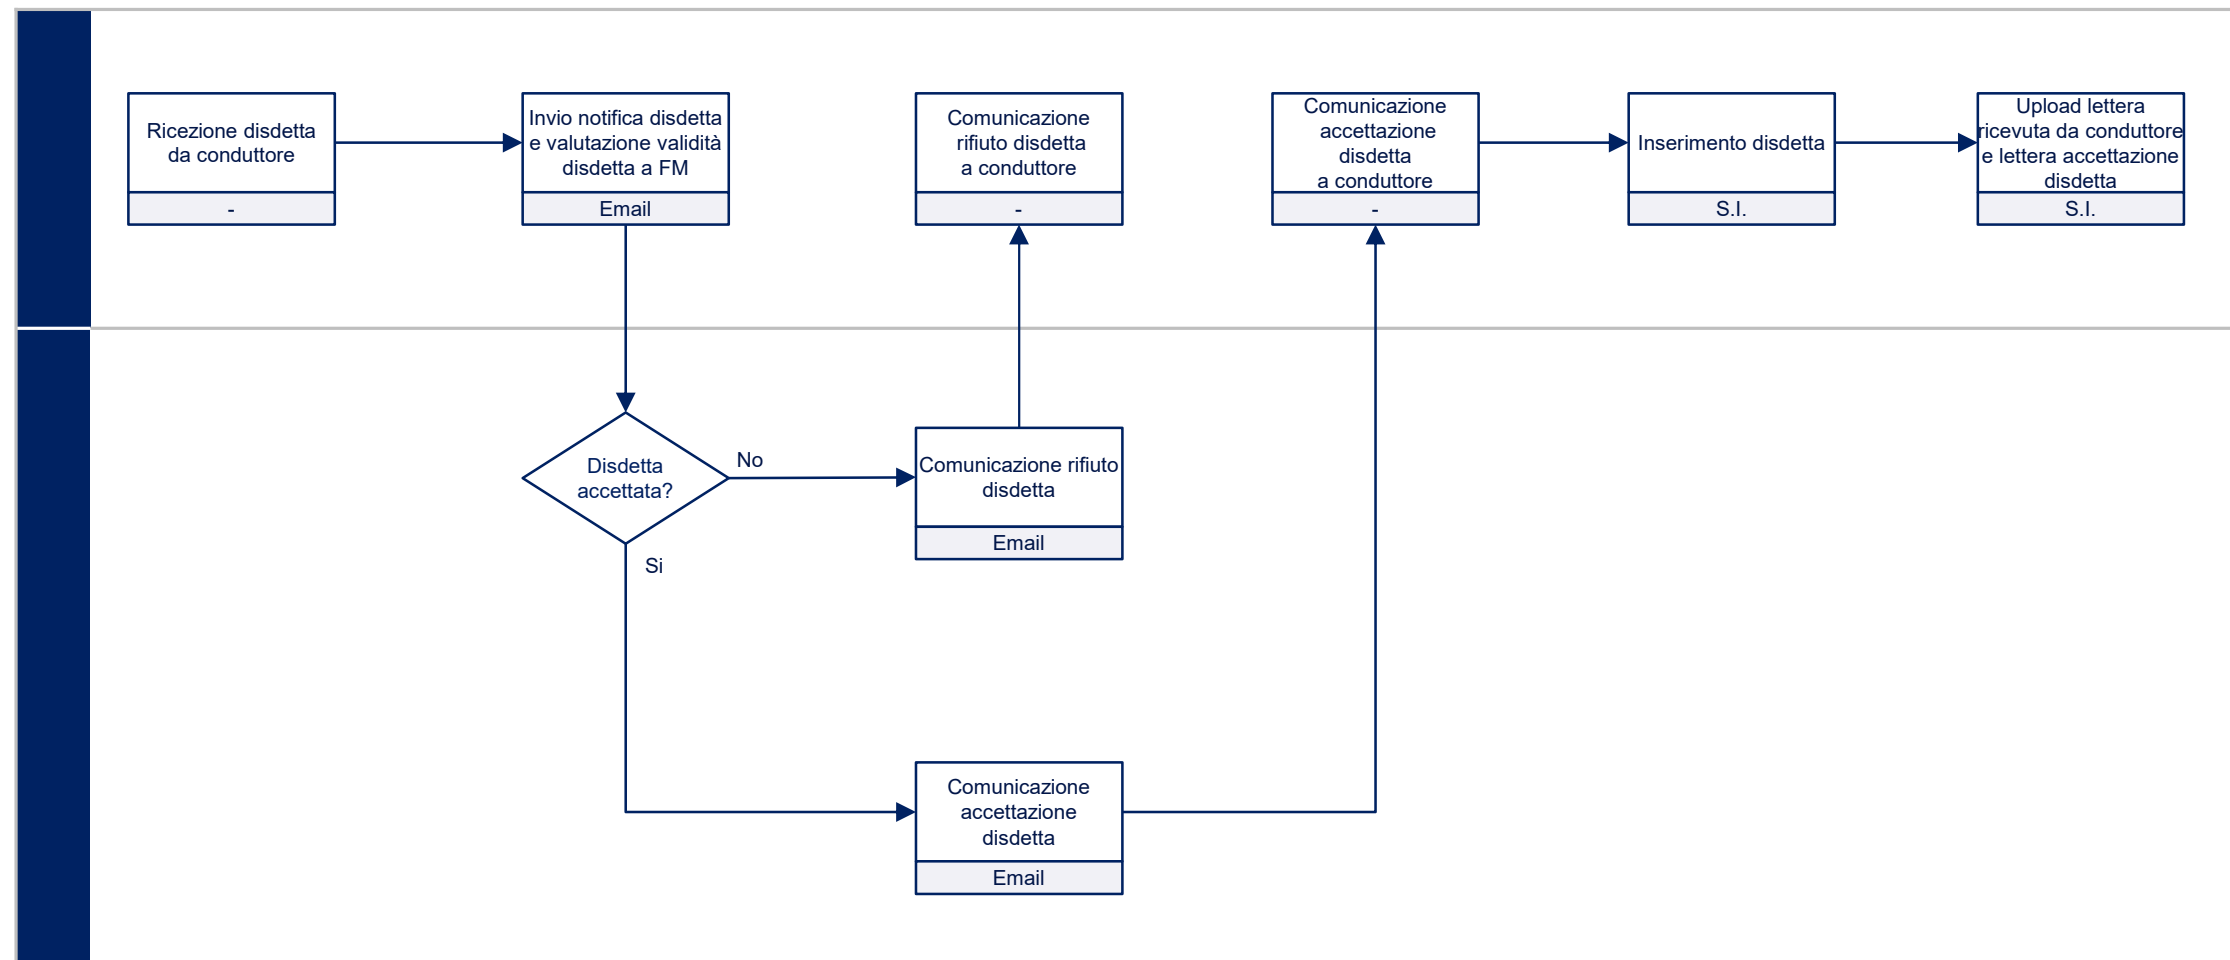 Ricezione disdetta
da conduttore
-
Invio notifica disdetta
e valutazione validità
disdetta a FM
Email
Comunicazione
rifiuto disdetta
a conduttore
-
Comunicazione
accettazione
disdetta
a conduttore
-
Inserimento disdetta
S.I.
Upload lettera
ricevuta da conduttore
e lettera accettazione
disdetta
S.I.
Disdetta
accettata?
No
Si
Comunicazione rifiuto
disdetta
Email
Comunicazione
accettazione
disdetta
Email